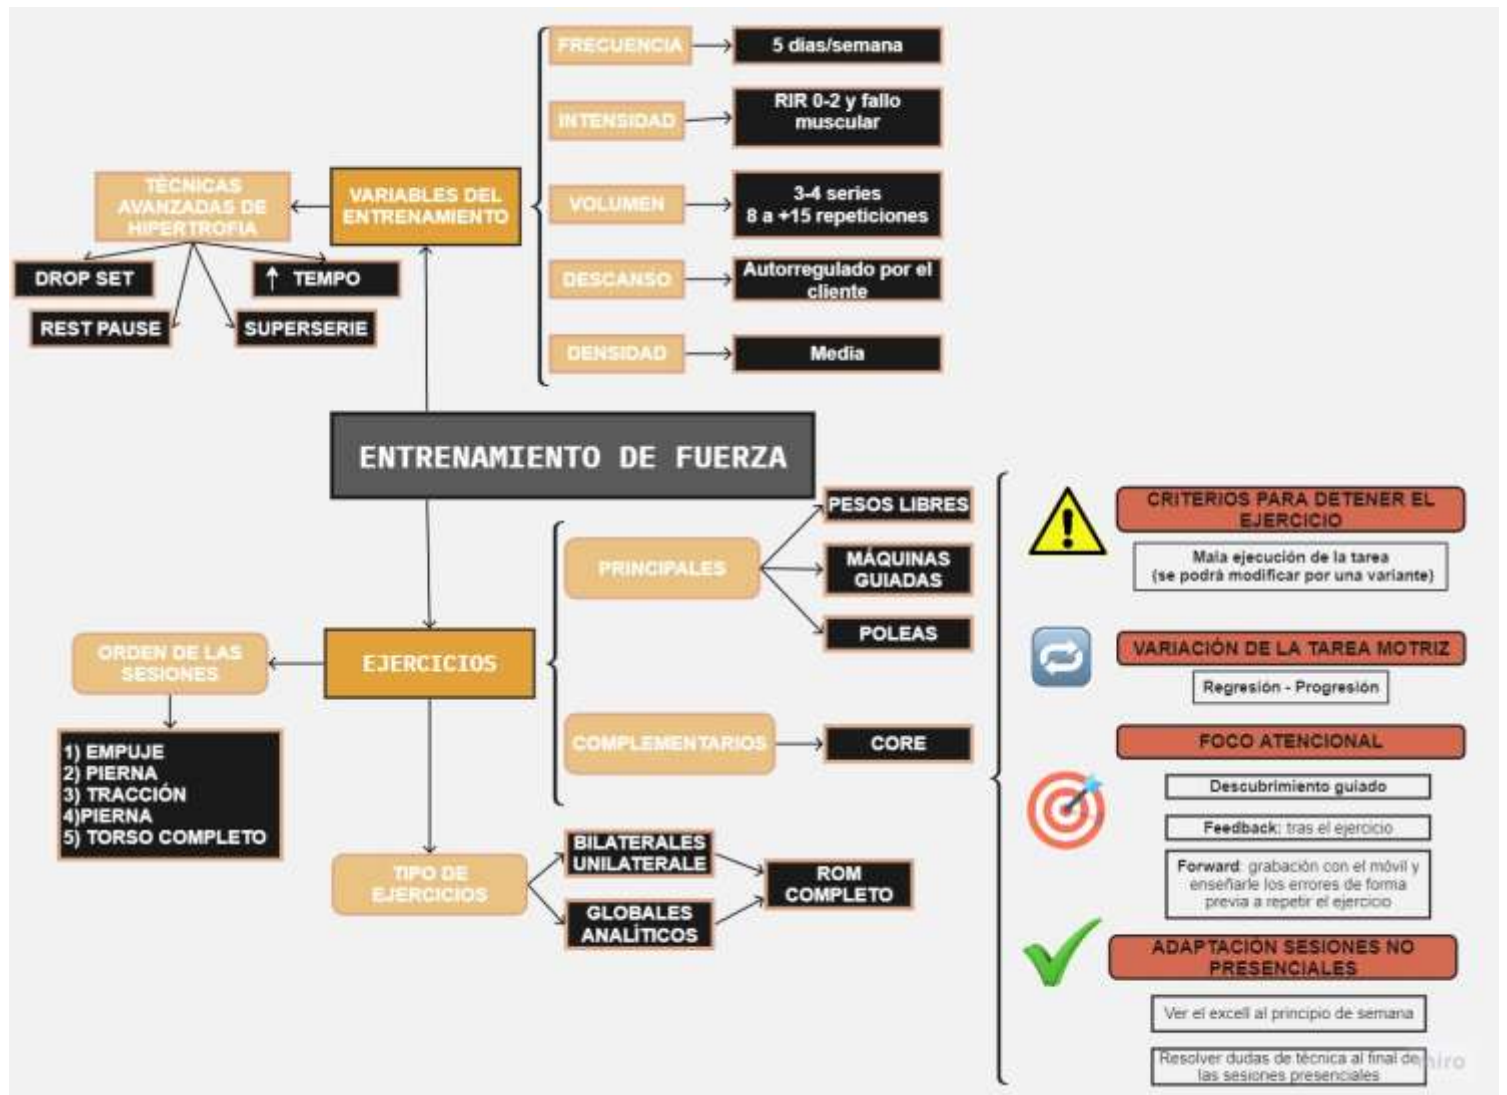 FRECUENCIA
5 dias/semana
INTENSIDAD
RIR 0-2 y fallo
muscular
TÉCNICAS
AVANZADAS DE
HIPERTROFIA
VARIABLES DEL
ENTRENAMIENTO
VOLUMEN
3-4 series
8 a +15 repeticiones
DROP SET
↑ TEMPO
REST PAUSE
SUPERSERIE
DESCANSO
Autorregulado por el
cliente
DENSIDAD
Media
ENTRENAMIENTO DE FUERZA
PRINCIPALES
PESOS LIBRES
MÁQUINAS
GUIADAS
POLEAS
ORDEN DE LAS
SESIONES
EJERCICIOS
1) EMPUJE
2) PIERNA
3) TRACCIÓN
4)PIERNA
5) TORSO COMPLETO
COMPLEMENTARIOS
CORE
TIPO DE
EJERCICIOS
BILATERALES
UNILATERALE
GLOBALES
ANALÍTICOS
ROM
COMPLETO
CRITERIOS PARA DETENER EL
EJERCICIO
Mala ejecución de la tarea
(se podrá modificar por una variante)
VARIACIÓN DE LA TAREA MOTRIZ
Regresión - Progresión
FOCO ATENCIONAL
Descubrimiento guiado
Feedback: tras el ejercicio
Forward: grabación con el móvil y
enseñarle los errores de forma
previa a repetir el ejercicio
ADAPTACIÓN SESIONES NO
PRESENCIALES
Ver el excell al principio de semana
Resolver dudas de técnica al final de
las sesiones presenciales
miro